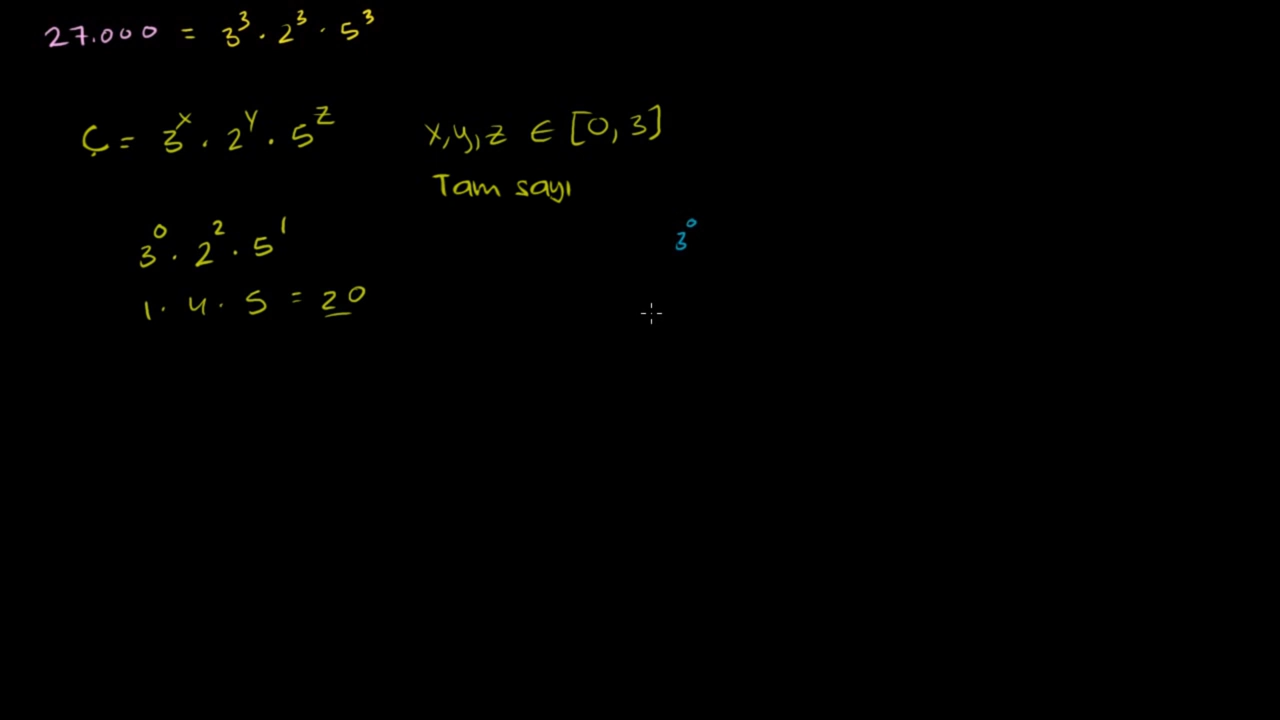 27.000 = 3³ · 2³ · 5³
Ç = 3ˣ · 2ʸ · 5ᶻ x,y,z ∈ [0, 3]
Tam sayı
3⁰ · 2² · 5¹
3⁰
1 · 4 · 5 = 20